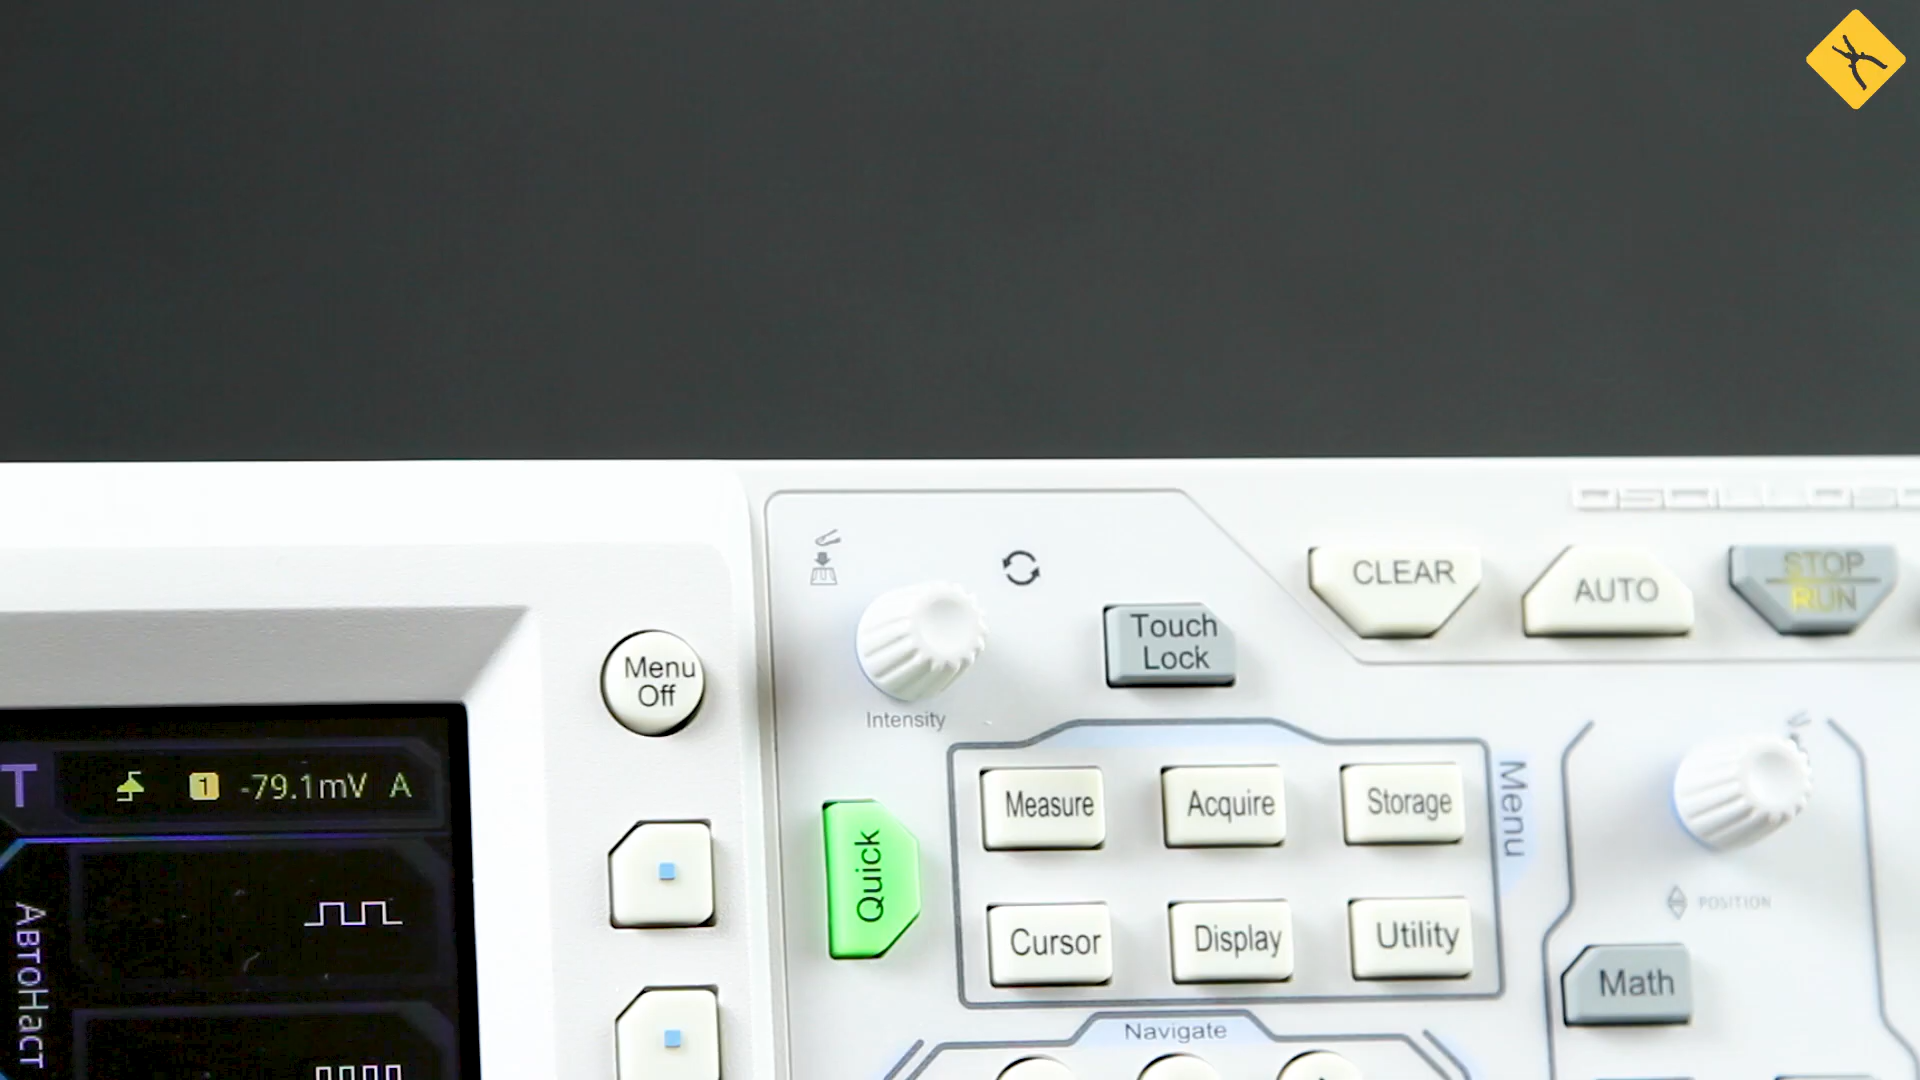 CLEAR
AUTO
STOP
RUN
Touch
Lock
Menu
Off
Intensity
T
1 -79.1mV A
Measure
Acquire
Storage
Menu
Quick
Cursor
Display
Utility
POSITION
Math
АвтоНаст
Navigate